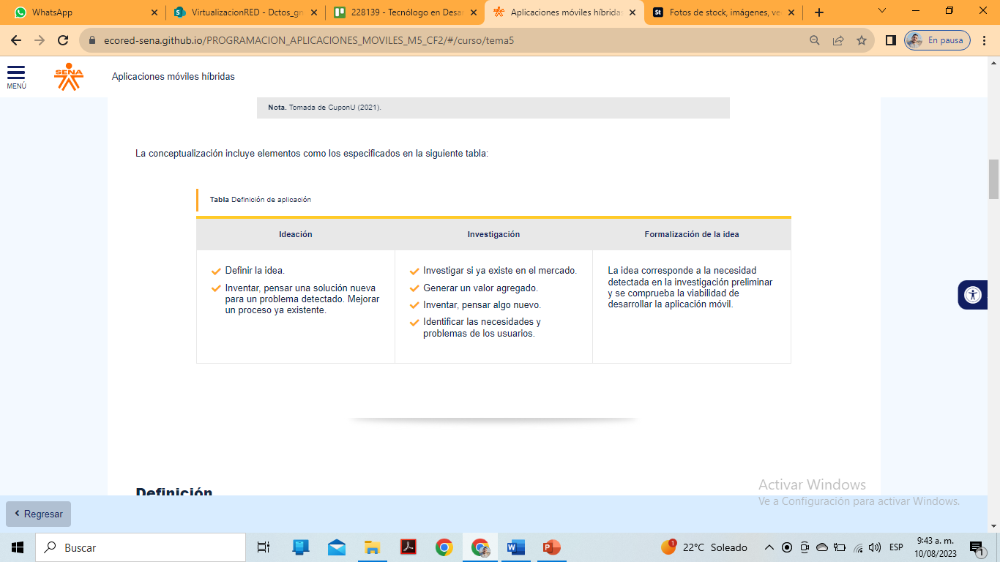 WhatsApp
VirtualizacionRED - Dctos_gn
228139 - Tecnólogo en Desar
Aplicaciones móviles híbridas
St
Fotos de stock, imágenes, ve
ecored-sena.github.io/PROGRAMACION_APLICACIONES_MOVILES_M5_CF2/#/curso/tema5
En pausa
MENÚ
SENA
Aplicaciones móviles híbridas
Nota. Tomada de CuponU (2021).
La conceptualización incluye elementos como los especificados en la siguiente tabla:
Tabla Definición de aplicación
Ideación
Investigación
Formalización de la idea
Definir la idea.
Inventar, pensar una solución nueva
para un problema detectado. Mejorar
un proceso ya existente.
Investigar si ya existe en el mercado.
Generar un valor agregado.
Inventar, pensar algo nuevo.
Identificar las necesidades y
problemas de los usuarios.
La idea corresponde a la necesidad
detectada en la investigación preliminar
y se comprueba la viabilidad de
desarrollar la aplicación móvil.
Definición
Activar Windows
Ve a Configuración para activar Windows.
Regresar
Buscar
1
22°C Soleado
ESP
9:43 a. m.
10/08/2023
1